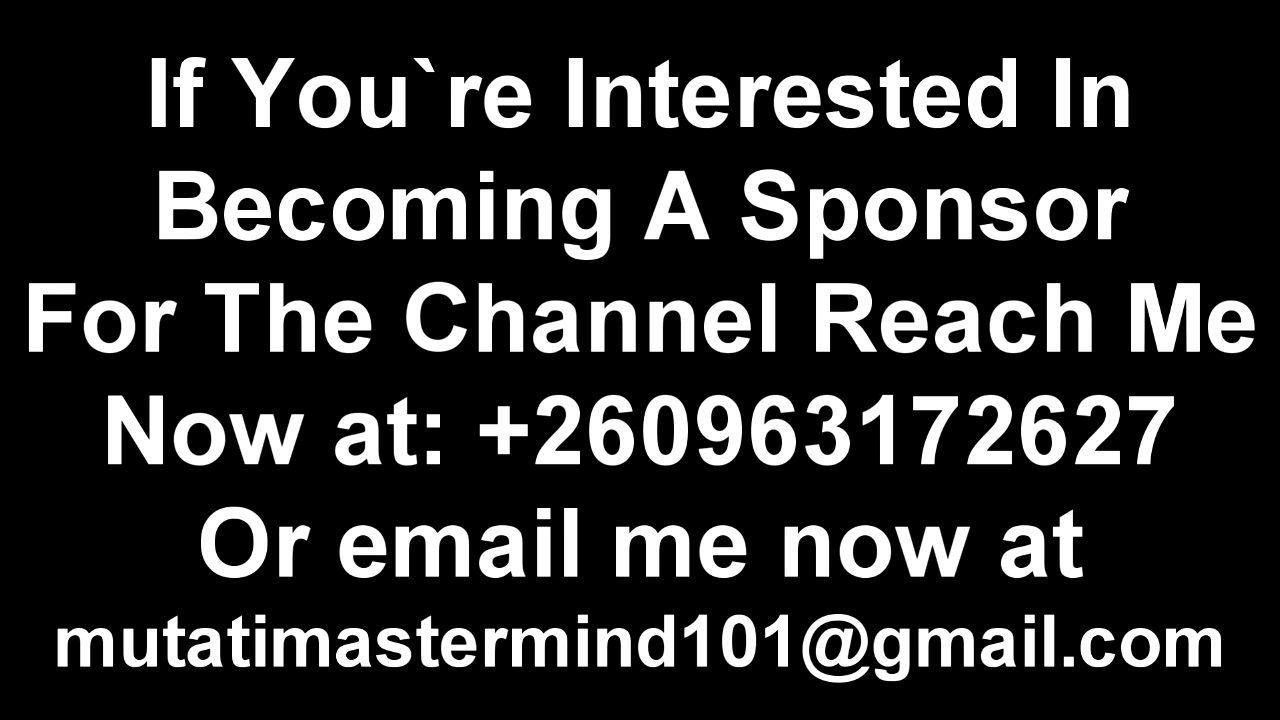 If You`re Interested In
Becoming A Sponsor
For The Channel Reach Me
Now at: +260963172627
Or email me now at
mutatimastermind101@gmail.com